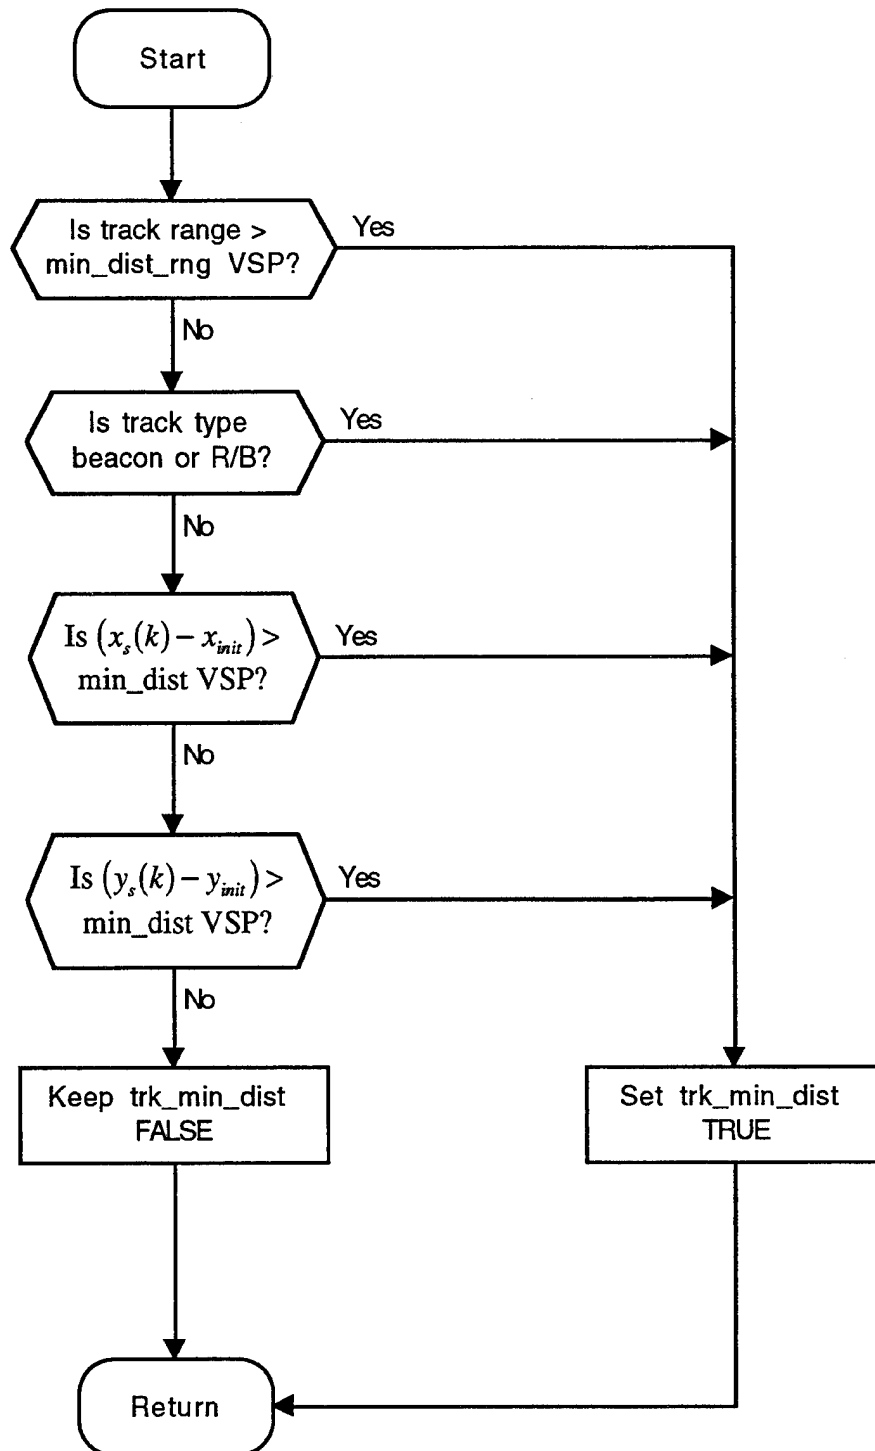 Start
Is track range >
min_dist_rng VSP?
Yes
No
Is track type
beacon or R/B?
Yes
No
Is (x_s(k) − x_init) >
min_dist VSP?
Yes
No
Is (y_s(k) − y_init) >
min_dist VSP?
Yes
No
Keep trk_min_dist
FALSE
Set trk_min_dist
TRUE
Return